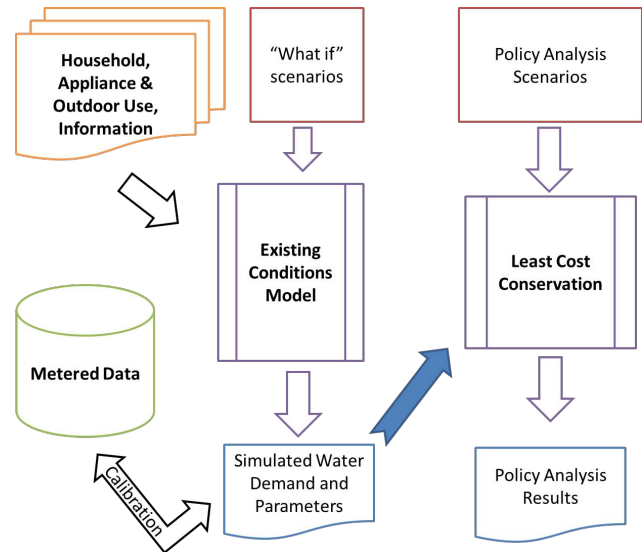 Household,
Appliance &
Outdoor Use,
Information
“What if”
scenarios
Policy Analysis
Scenarios
Existing
Conditions
Model
Least Cost
Conservation
Metered Data
Calibration
Simulated Water
Demand and
Parameters
Policy Analysis
Results